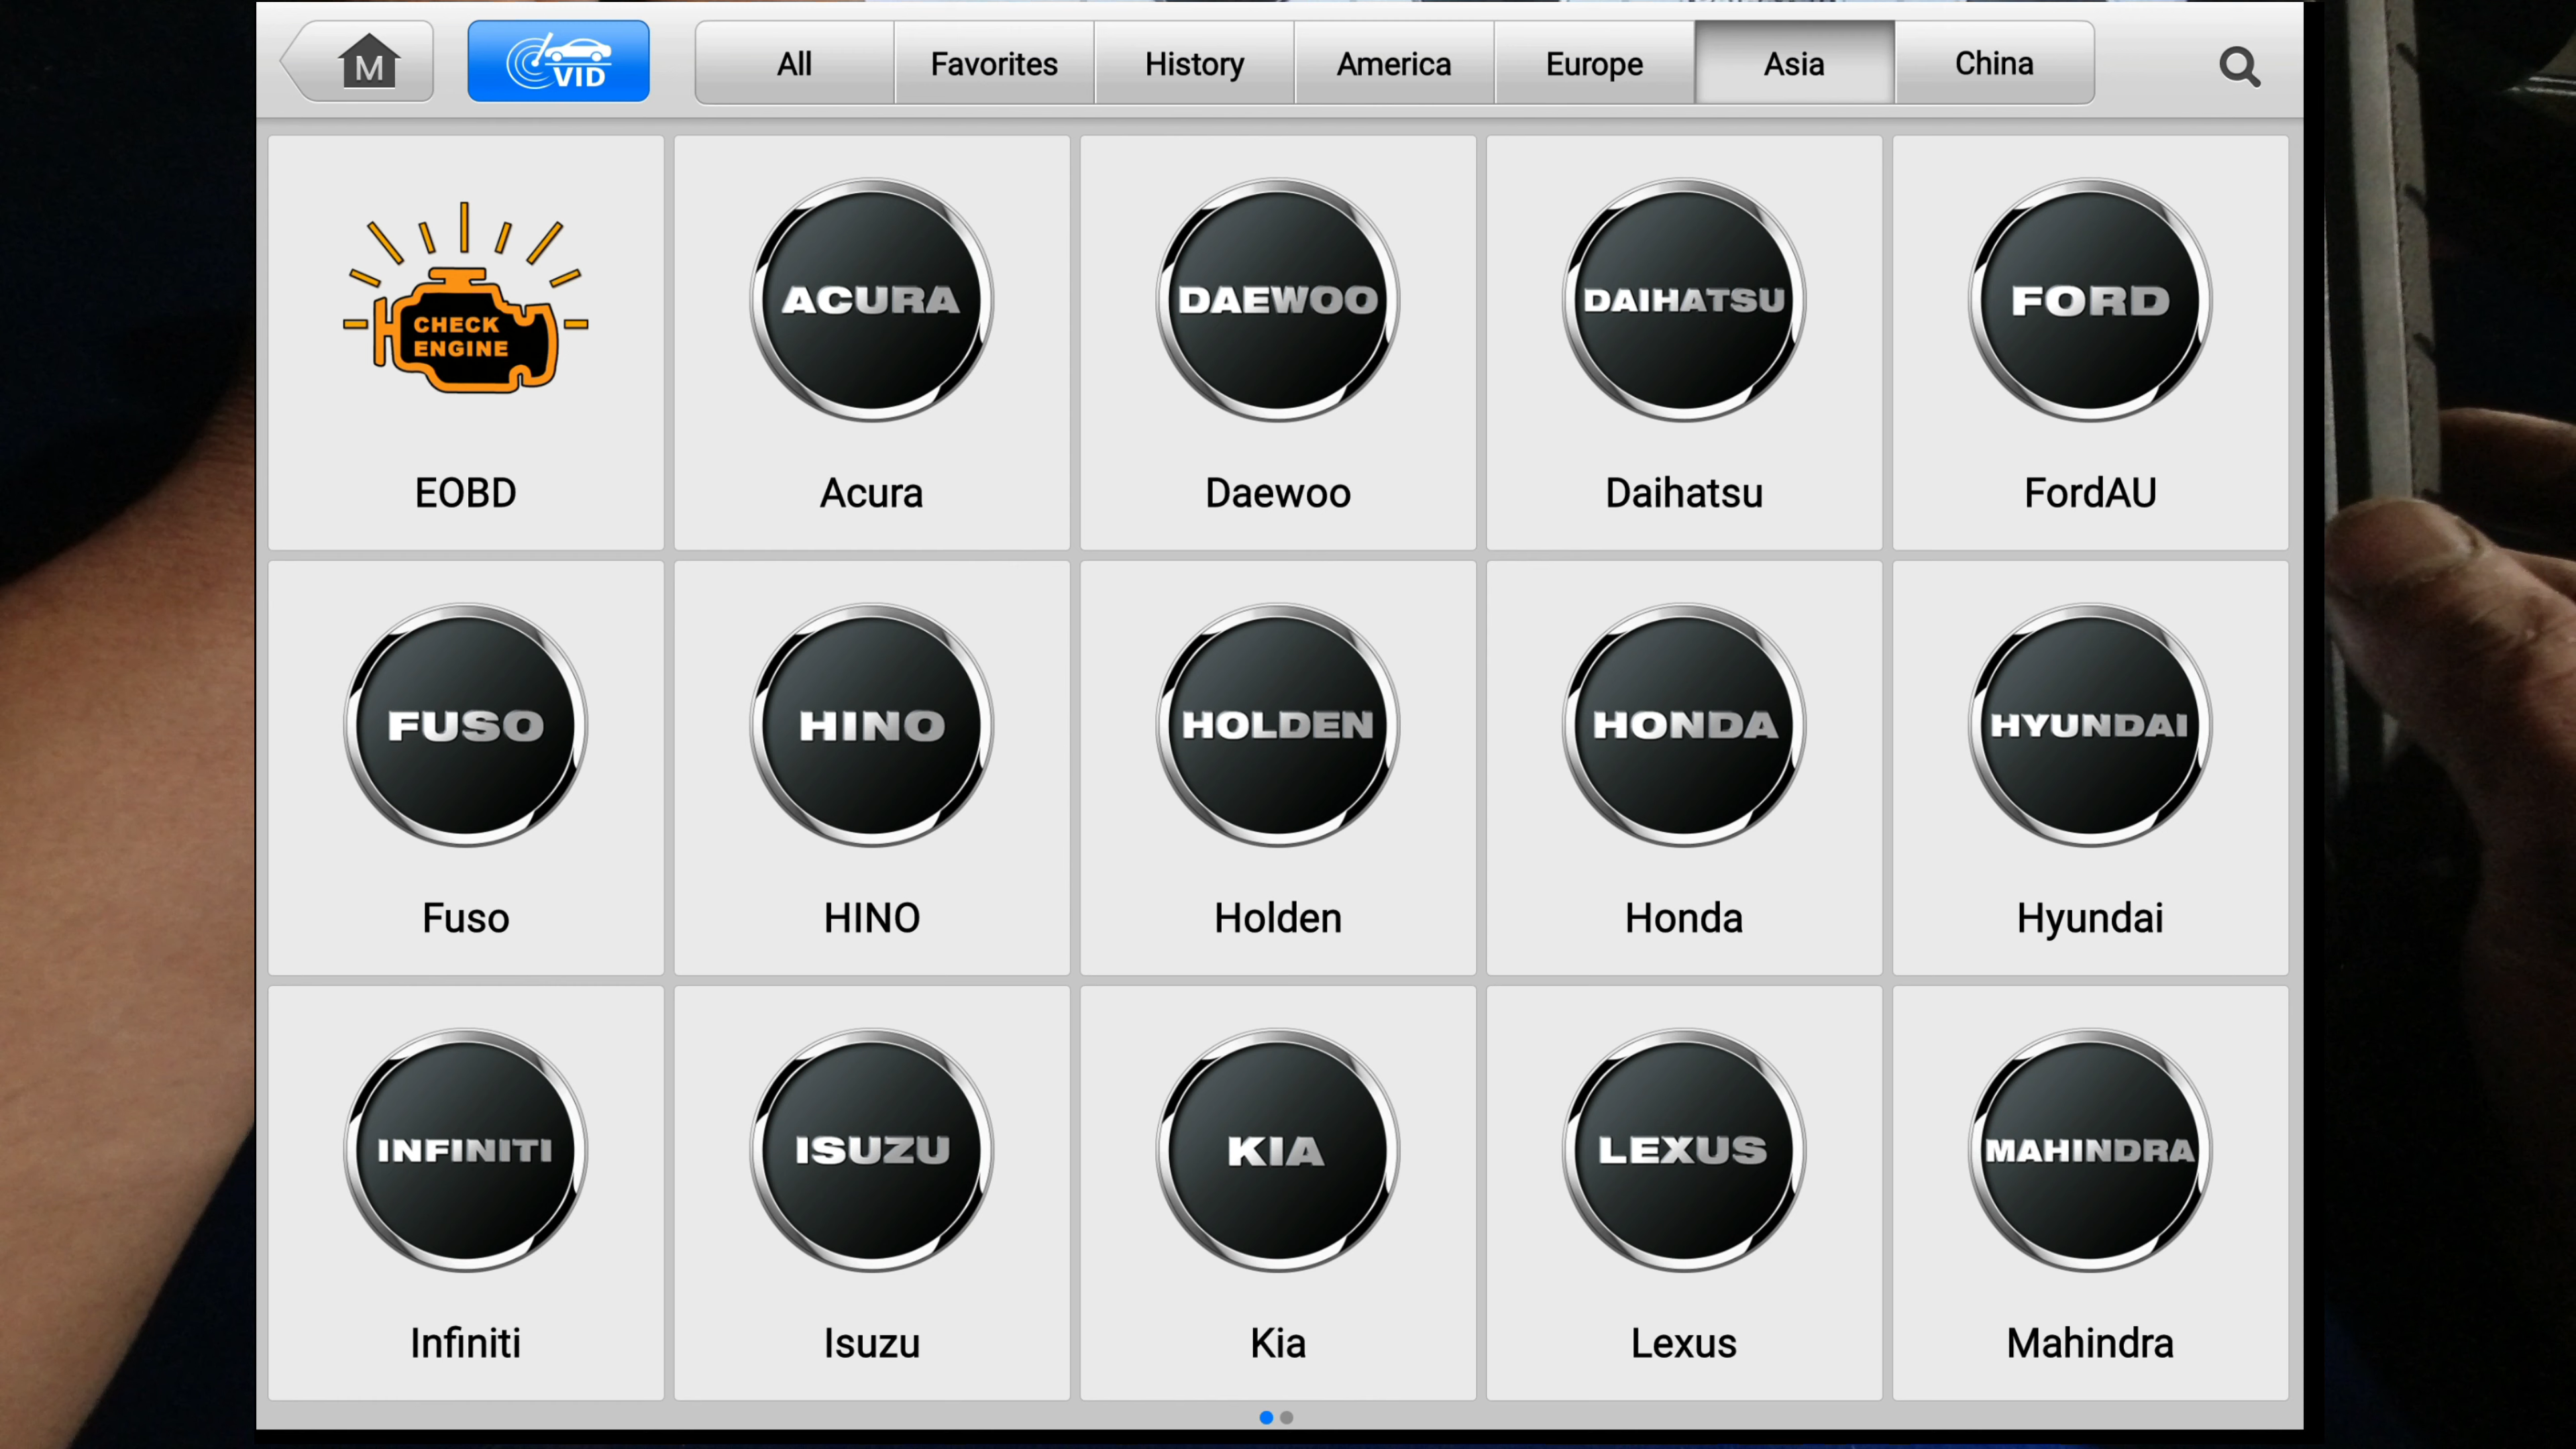 M
VID
All
Favorites
History
America
Europe
Asia
China
CHECK
ENGINE
EOBD
ACURA
Acura
DAEWOO
Daewoo
DAIHATSU
Daihatsu
FORD
FordAU
FUSO
Fuso
HINO
HINO
HOLDEN
Holden
HONDA
Honda
HYUNDAI
Hyundai
INFINITI
Infiniti
ISUZU
Isuzu
KIA
Kia
LEXUS
Lexus
MAHINDRA
Mahindra